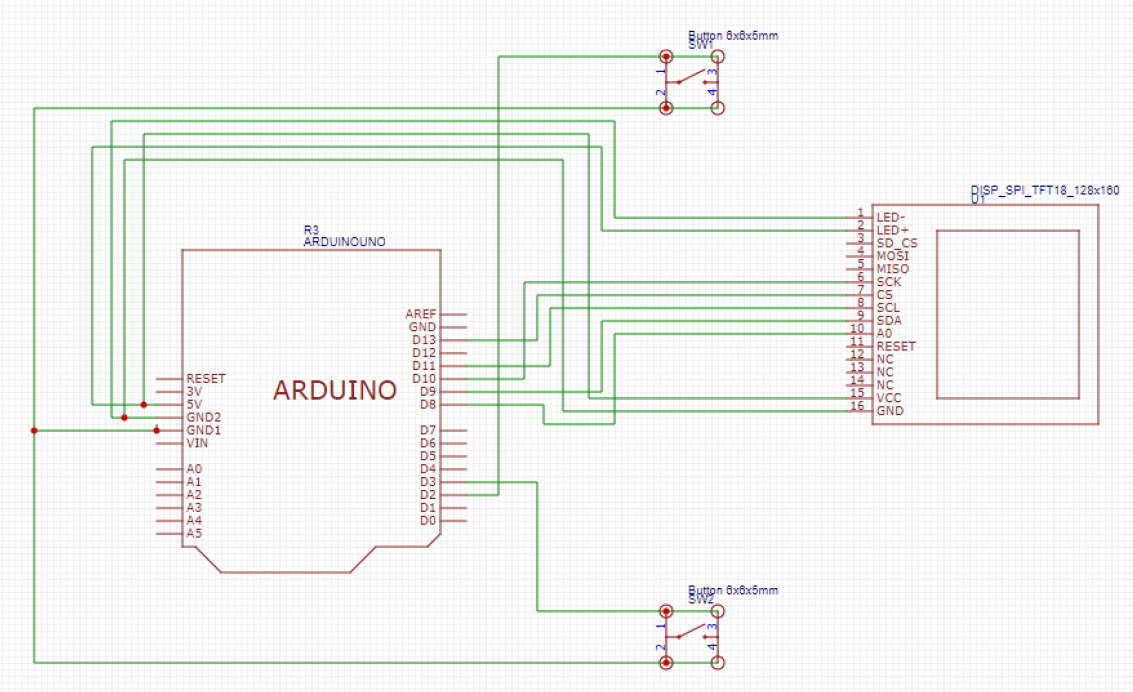 Button 6x6x5mm
SW1
1
3
2
4
DISP_SPI_TFT18_128x160
U1
1 LED-
2 LED+
3 SD_CS
4 MOSI
5 MISO
6 SCK
7 CS
8 SCL
9 SDA
10 A0
11 RESET
12 NC
13 NC
14 NC
15 VCC
16 GND
R3
ARDUINOUNO
ARDUINO
RESET
3V
5V
GND2
GND1
VIN
A0
A1
A2
A3
A4
A5
AREF
GND
D13
D12
D11
D10
D9
D8
D7
D6
D5
D4
D3
D2
D1
D0
Button 6x6x5mm
SW2
1
3
2
4